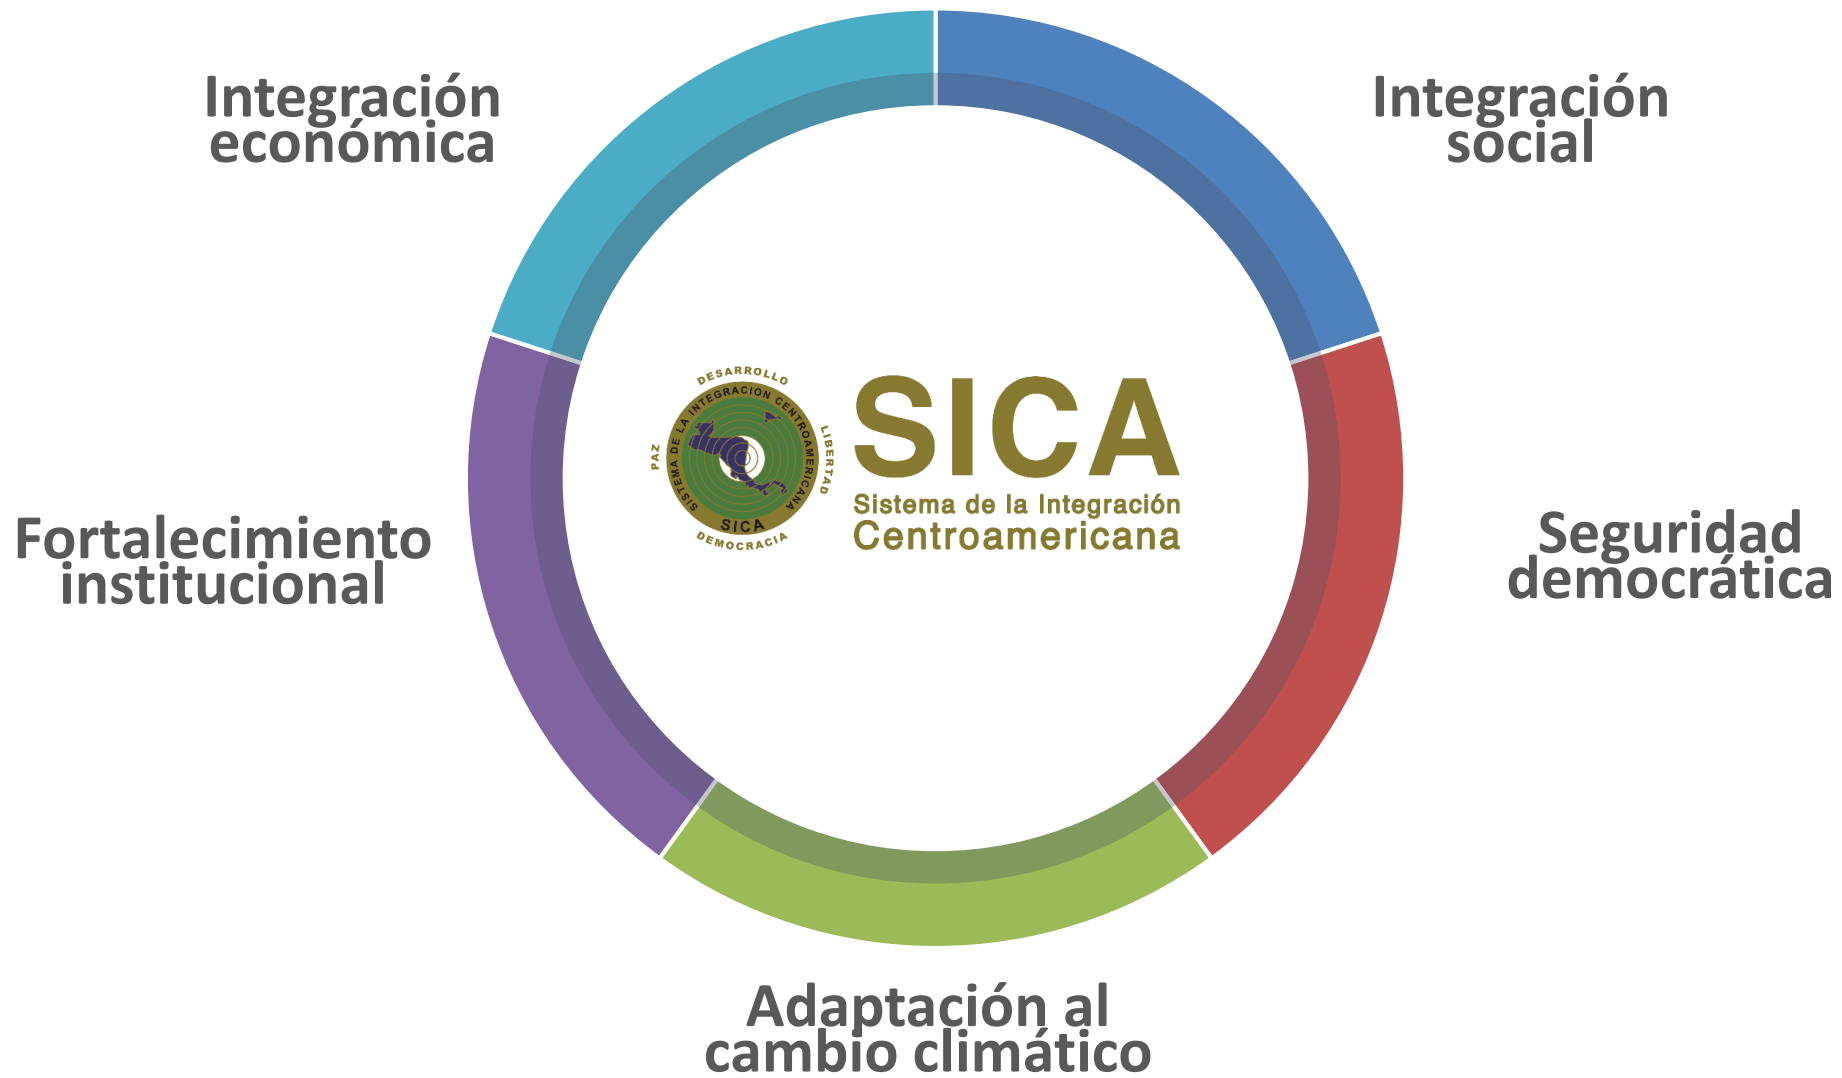 Integración
económica
Integración
social
DESARROLLO
SISTEMA DE LA INTEGRACION CENTROAMERICANA
PAZ
LIBERTAD
SICA
DEMOCRACIA
SICA
Sistema de la Integración
Centroamericana
Fortalecimiento
institucional
Seguridad
democrática
Adaptación al
cambio climático